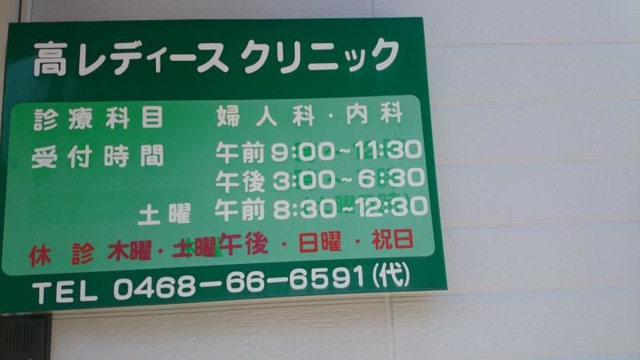 高レディースクリニック
診療科目 婦人科・内科
受付時間 午前9:00~11:30
午後3:00~6:30
土曜 午前8:30~12:30
休診 木曜・土曜午後・日曜・祝日
TEL 0468-66-6591(代)